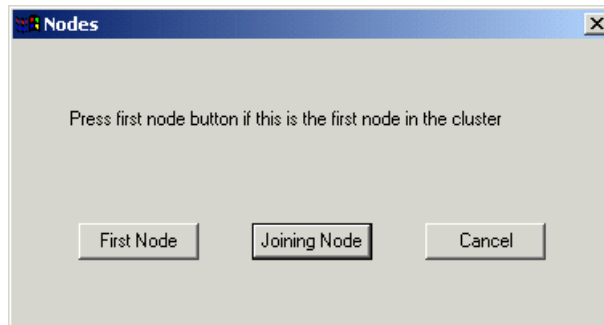 Nodes
Press first node button if this is the first node in the cluster
First Node
Joining Node
Cancel